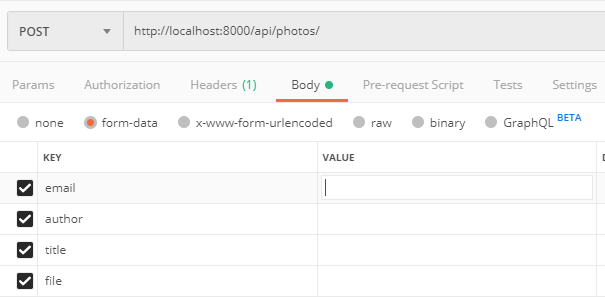 POST http://localhost:8000/api/photos/
Params Authorization Headers (1) Body Pre-request Script Tests Settings
none form-data x-www-form-urlencoded raw binary GraphQL BETA
KEY VALUE
email
author
title
file